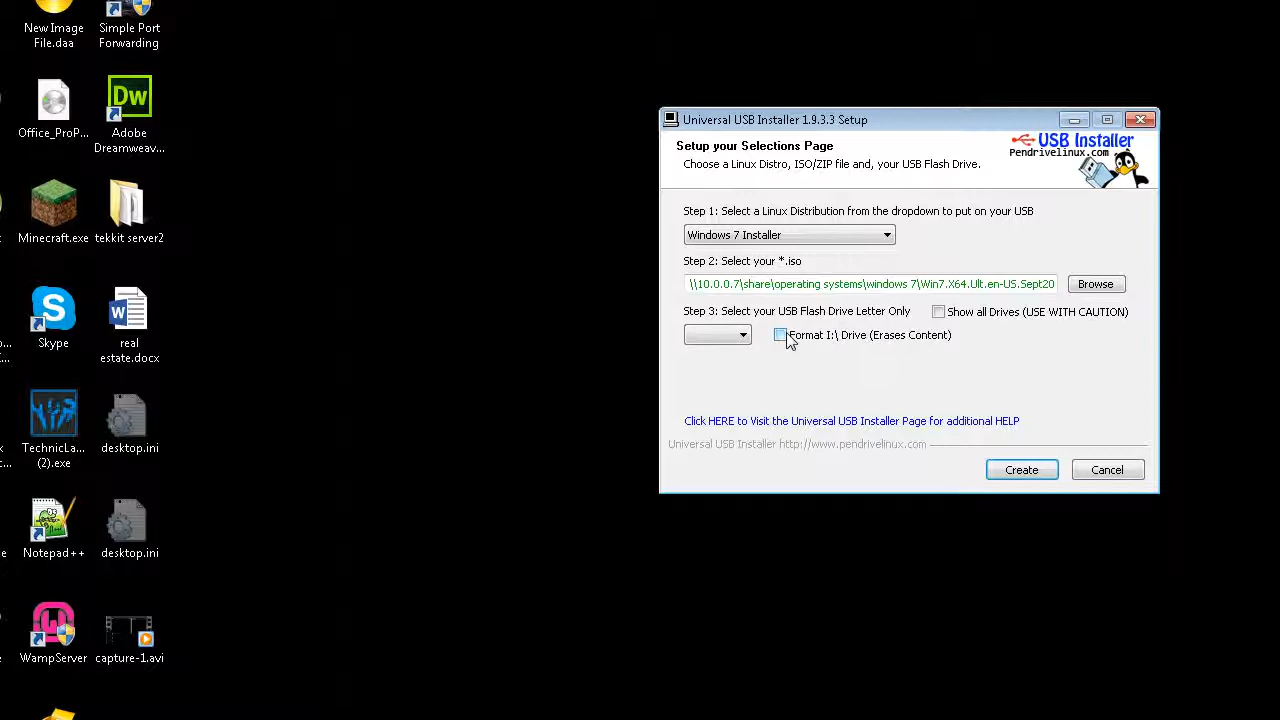 New Image
File.daa
Simple Port
Forwarding
Office_ProP...
Dw
Adobe
Dreamweav...
Minecraft.exe
tekkit server2
Skype
real
estate.docx
TechnicLa...
(2).exe
desktop.ini
Notepad++
desktop.ini
WampServer
capture-1.avi
Universal USB Installer 1.9.3.3 Setup
Setup your Selections Page
Choose a Linux Distro, ISO/ZIP file and, your USB Flash Drive.
USB Installer
Pendrivelinux.com
Step 1: Select a Linux Distribution from the dropdown to put on your USB
Windows 7 Installer
Step 2: Select your *.iso
\\10.0.0.7\share\operating systems\windows 7\Win7.X64.Ult.en-US.Sept20
Browse
Step 3: Select your USB Flash Drive Letter Only
Show all Drives (USE WITH CAUTION)
Format I:\ Drive (Erases Content)
Click HERE to Visit the Universal USB Installer Page for additional HELP
Universal USB Installer http://www.pendrivelinux.com
Create
Cancel